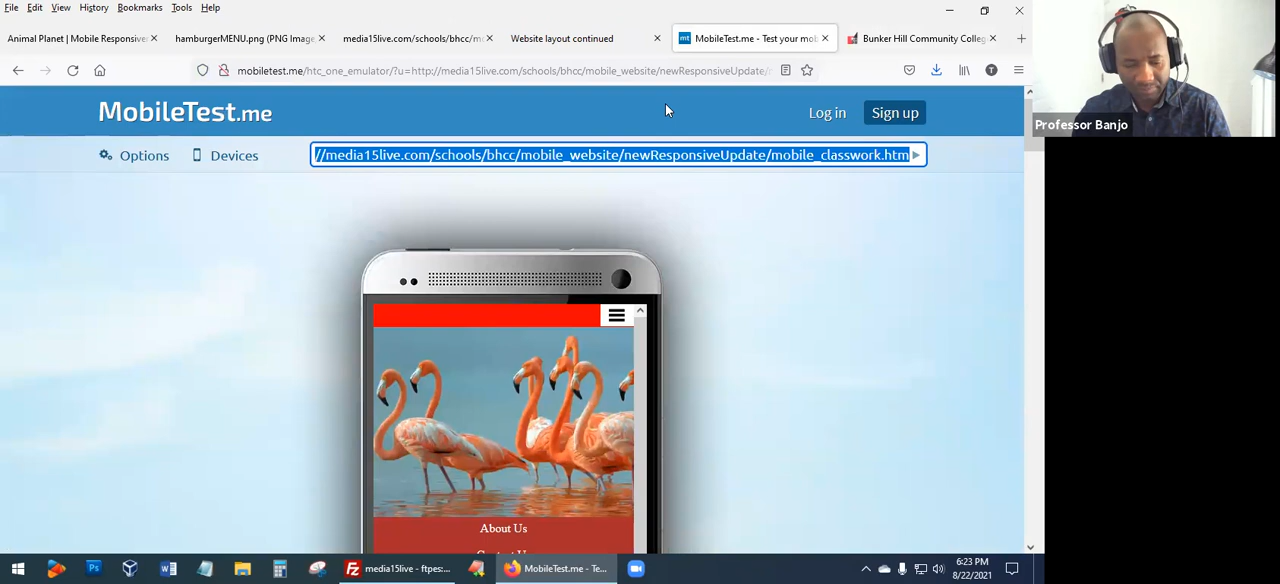 File Edit View History Bookmarks Tools Help
Animal Planet | Mobile Responsive
hamburgerMENU.png (PNG Image,
media15live.com/schools/bhcc/m
Website layout continued
mt MobileTest.me - Test your mob
Bunker Hill Community Colleg
mobiletest.me/htc_one_emulator/?u=http://media15live.com/schools/bhcc/mobile_website/newResponsiveUpdate/
T
MobileTest.me
Log in
Sign up
Options
Devices
//media15live.com/schools/bhcc/mobile_website/newResponsiveUpdate/mobile_classwork.htm
About Us
Professor Banjo
media15live - ftpes:
MobileTest.me - Te...
6:23 PM
8/22/2021